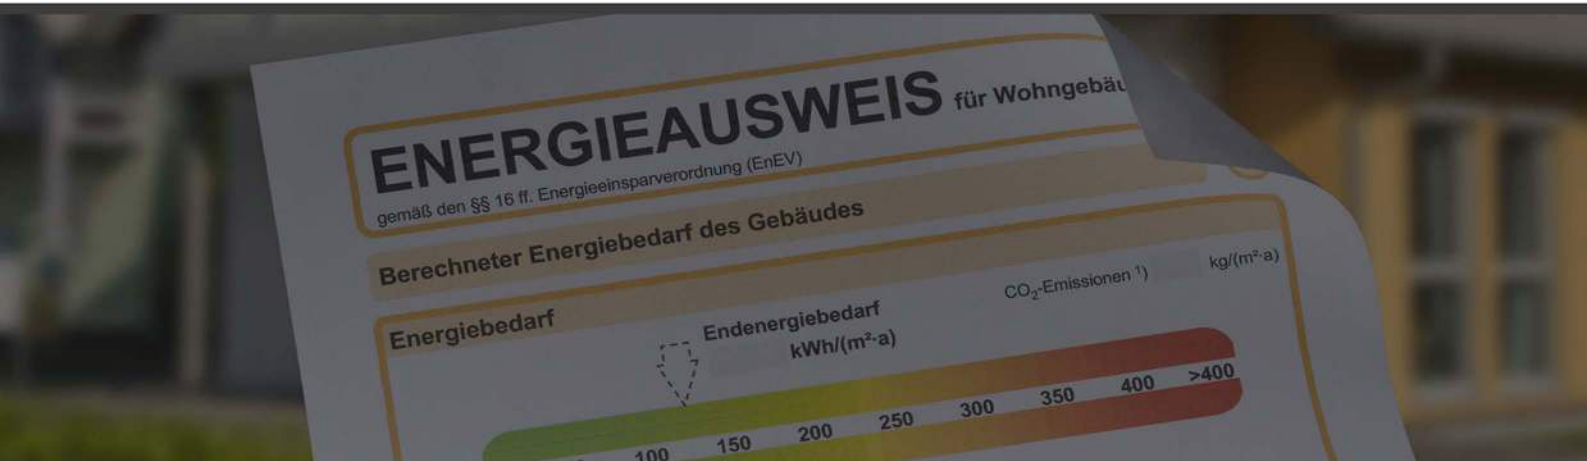 ENERGIEAUSWEIS für Wohngebäu
gemäß den §§ 16 ff. Energieeinsparverordnung (EnEV)
Berechneter Energiebedarf des Gebäudes
Energiebedarf
Endenergiebedarf
kWh/(m²·a)
CO₂-Emissionen ¹)
kg/(m²·a)
100 150 200 250 300 350 400 >400